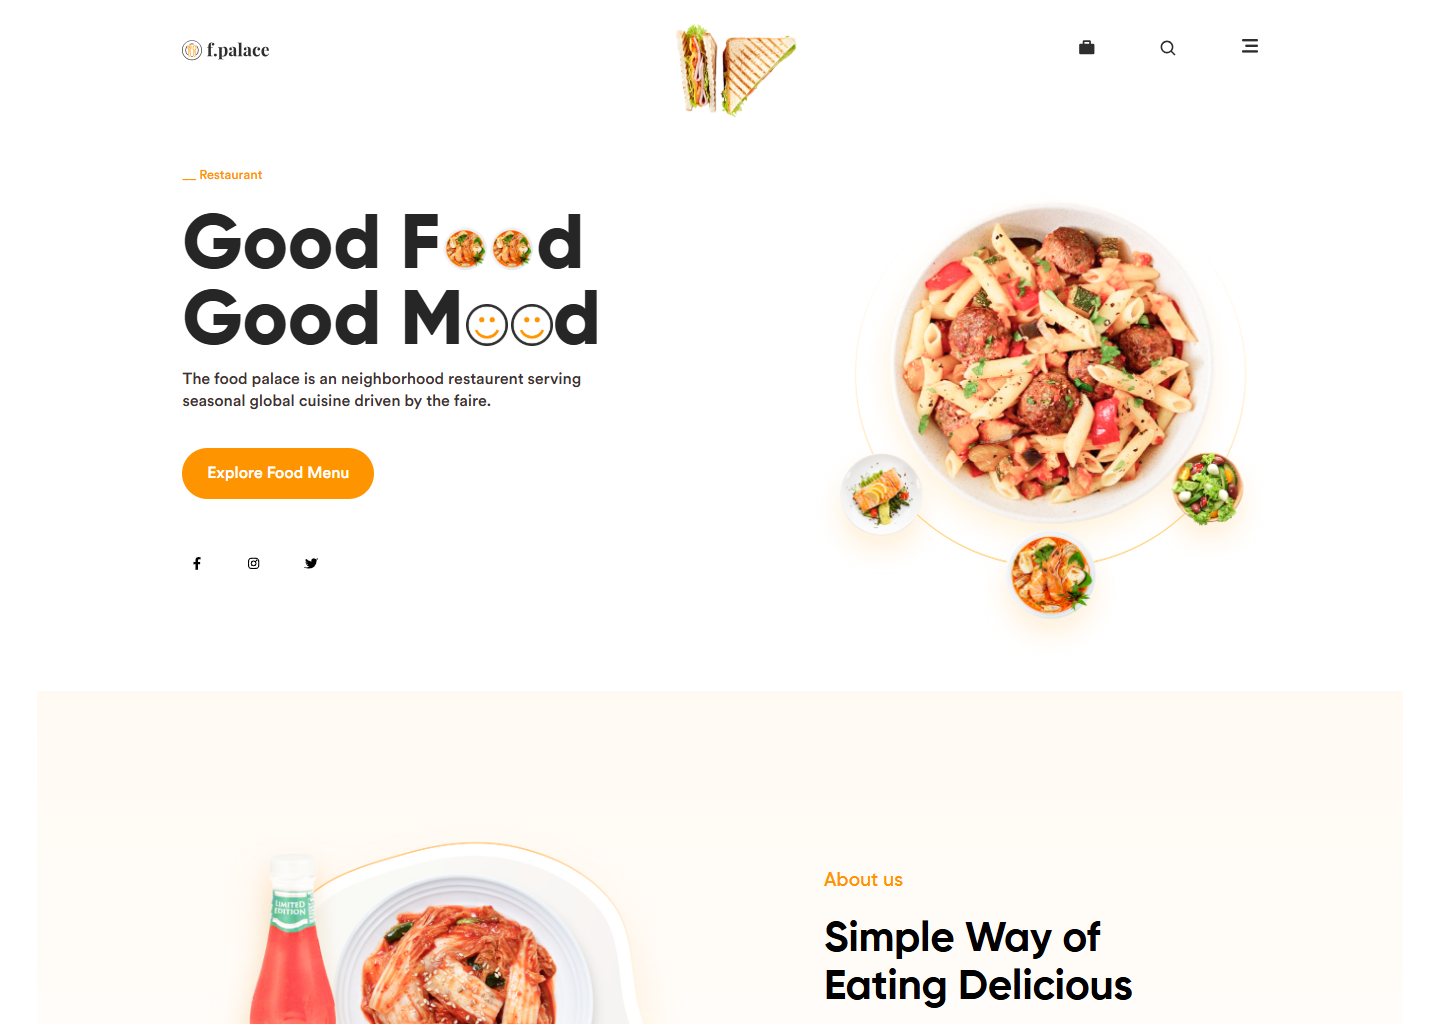 f.palace
__ Restaurant
Good Food
Good Mood
The food palace is an neighborhood restaurent serving
seasonal global cuisine driven by the faire.
Explore Food Menu
LIMITED
EDITION
About us
Simple Way of
Eating Delicious